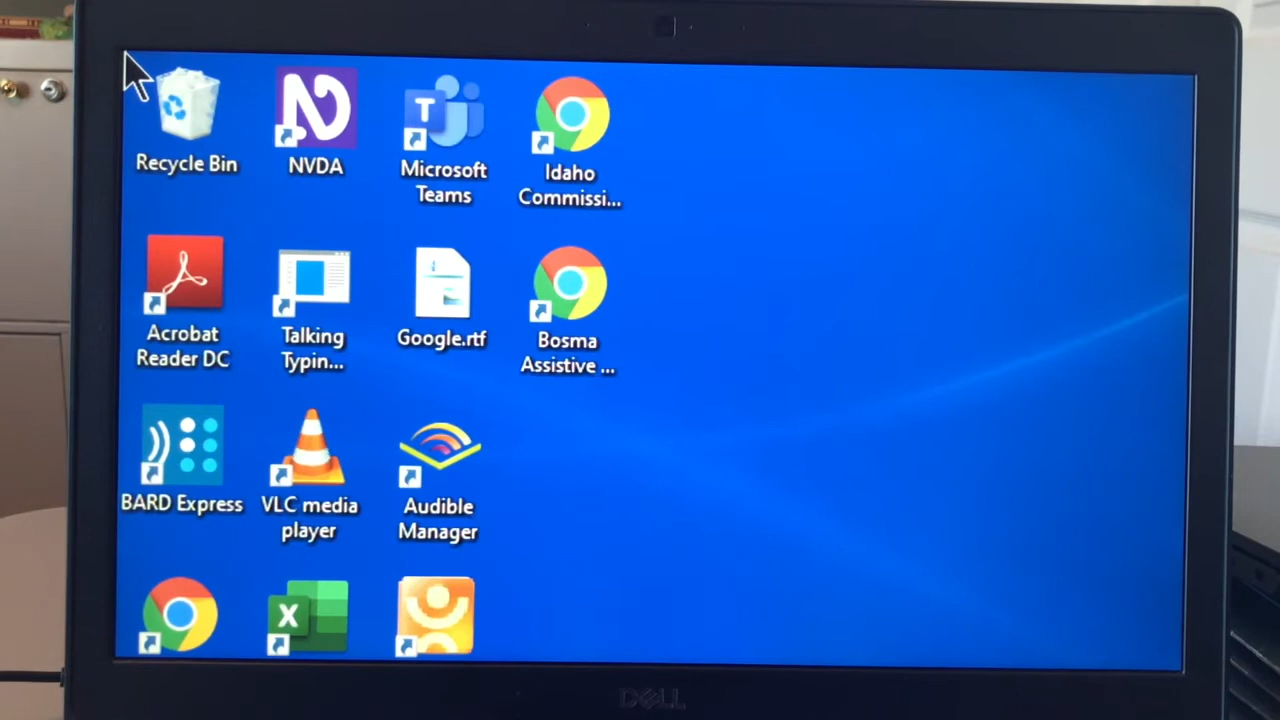 Recycle Bin
NVDA
T
Microsoft
Teams
Idaho
Commissi...
Acrobat
Reader DC
Talking
Typin...
Google.rtf
Bosma
Assistive ...
BARD Express
VLC media
player
Audible
Manager
X
DELL